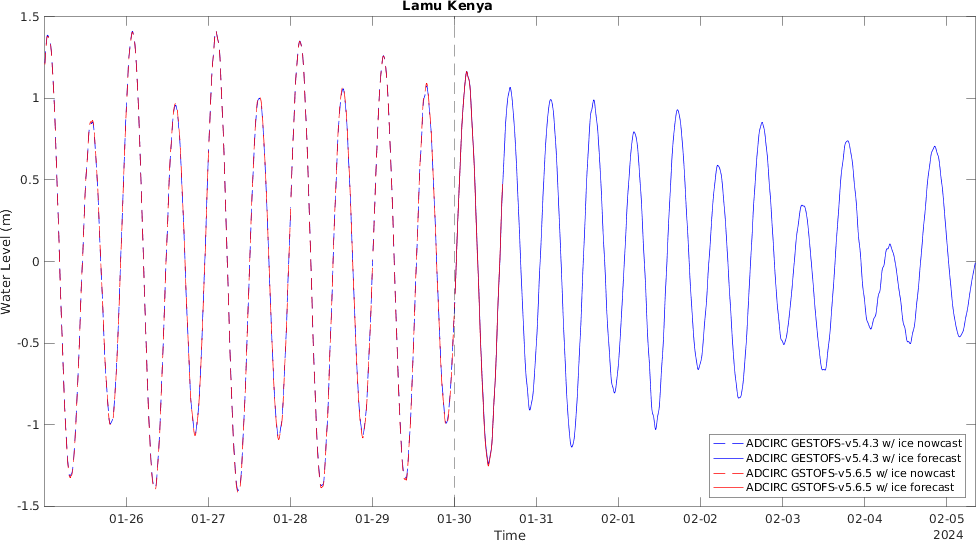 Lamu Kenya
1.5
1
0.5
0
-0.5
-1
-1.5
Water Level (m)
01-26
01-27
01-28
01-29
01-30
01-31
02-01
02-02
02-03
02-04
02-05
Time
2024
ADCIRC GESTOFS-v5.4.3 w/ ice nowcast
ADCIRC GESTOFS-v5.4.3 w/ ice forecast
ADCIRC GSTOFS-v5.6.5 w/ ice nowcast
ADCIRC GSTOFS-v5.6.5 w/ ice forecast